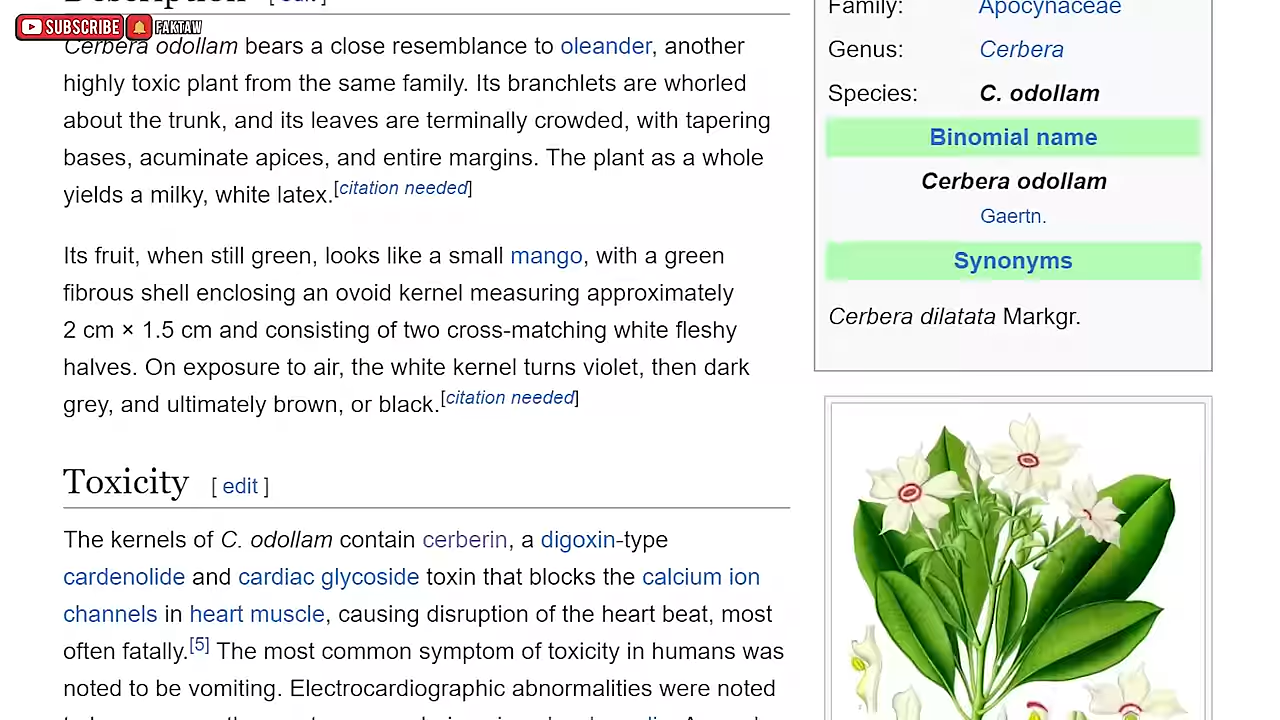 Description [ edit ]
SUBSCRIBE FAKTAW
Cerbera odollam bears a close resemblance to oleander, another
highly toxic plant from the same family. Its branchlets are whorled
about the trunk, and its leaves are terminally crowded, with tapering
bases, acuminate apices, and entire margins. The plant as a whole
yields a milky, white latex.[citation needed]
Its fruit, when still green, looks like a small mango, with a green
fibrous shell enclosing an ovoid kernel measuring approximately
2 cm × 1.5 cm and consisting of two cross-matching white fleshy
halves. On exposure to air, the white kernel turns violet, then dark
grey, and ultimately brown, or black.[citation needed]
Toxicity [ edit ]
The kernels of C. odollam contain cerberin, a digoxin-type
cardenolide and cardiac glycoside toxin that blocks the calcium ion
channels in heart muscle, causing disruption of the heart beat, most
often fatally.[5] The most common symptom of toxicity in humans was
noted to be vomiting. Electrocardiographic abnormalities were noted
Family: Apocynaceae
Genus: Cerbera
Species: C. odollam
Binomial name
Cerbera odollam
Gaertn.
Synonyms
Cerbera dilatata Markgr.